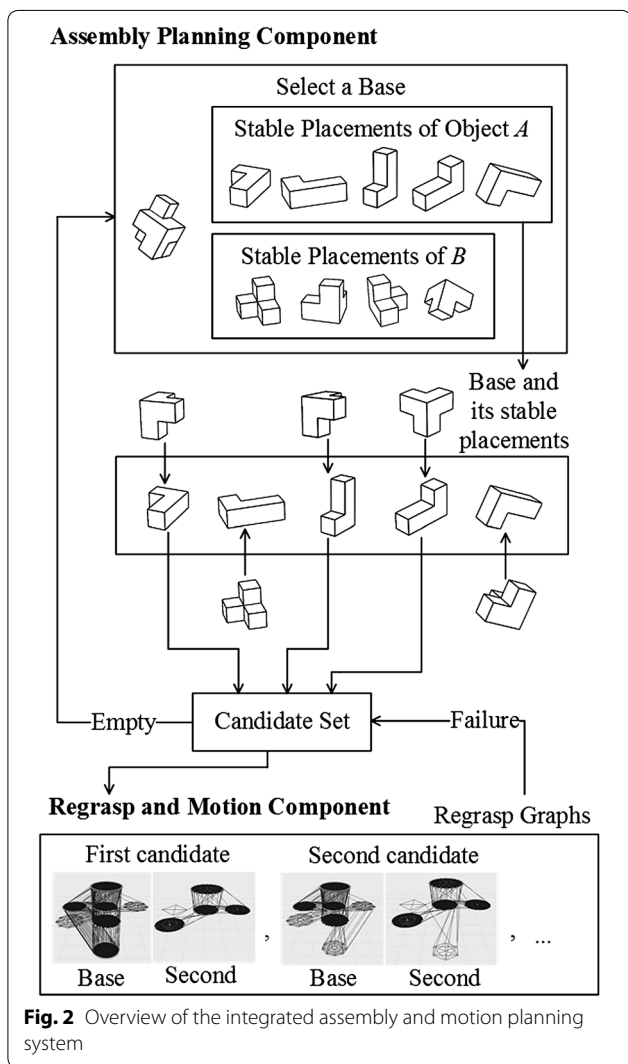 Assembly Planning Component
Select a Base
Stable Placements of Object A
Stable Placements of B
Base and
its stable
placements
Empty
Candidate Set
Failure
Regrasp and Motion Component
Regrasp Graphs
First candidate
Second candidate
,
, ...
Base
Second
Base
Second
Fig. 2 Overview of the integrated assembly and motion planning
system